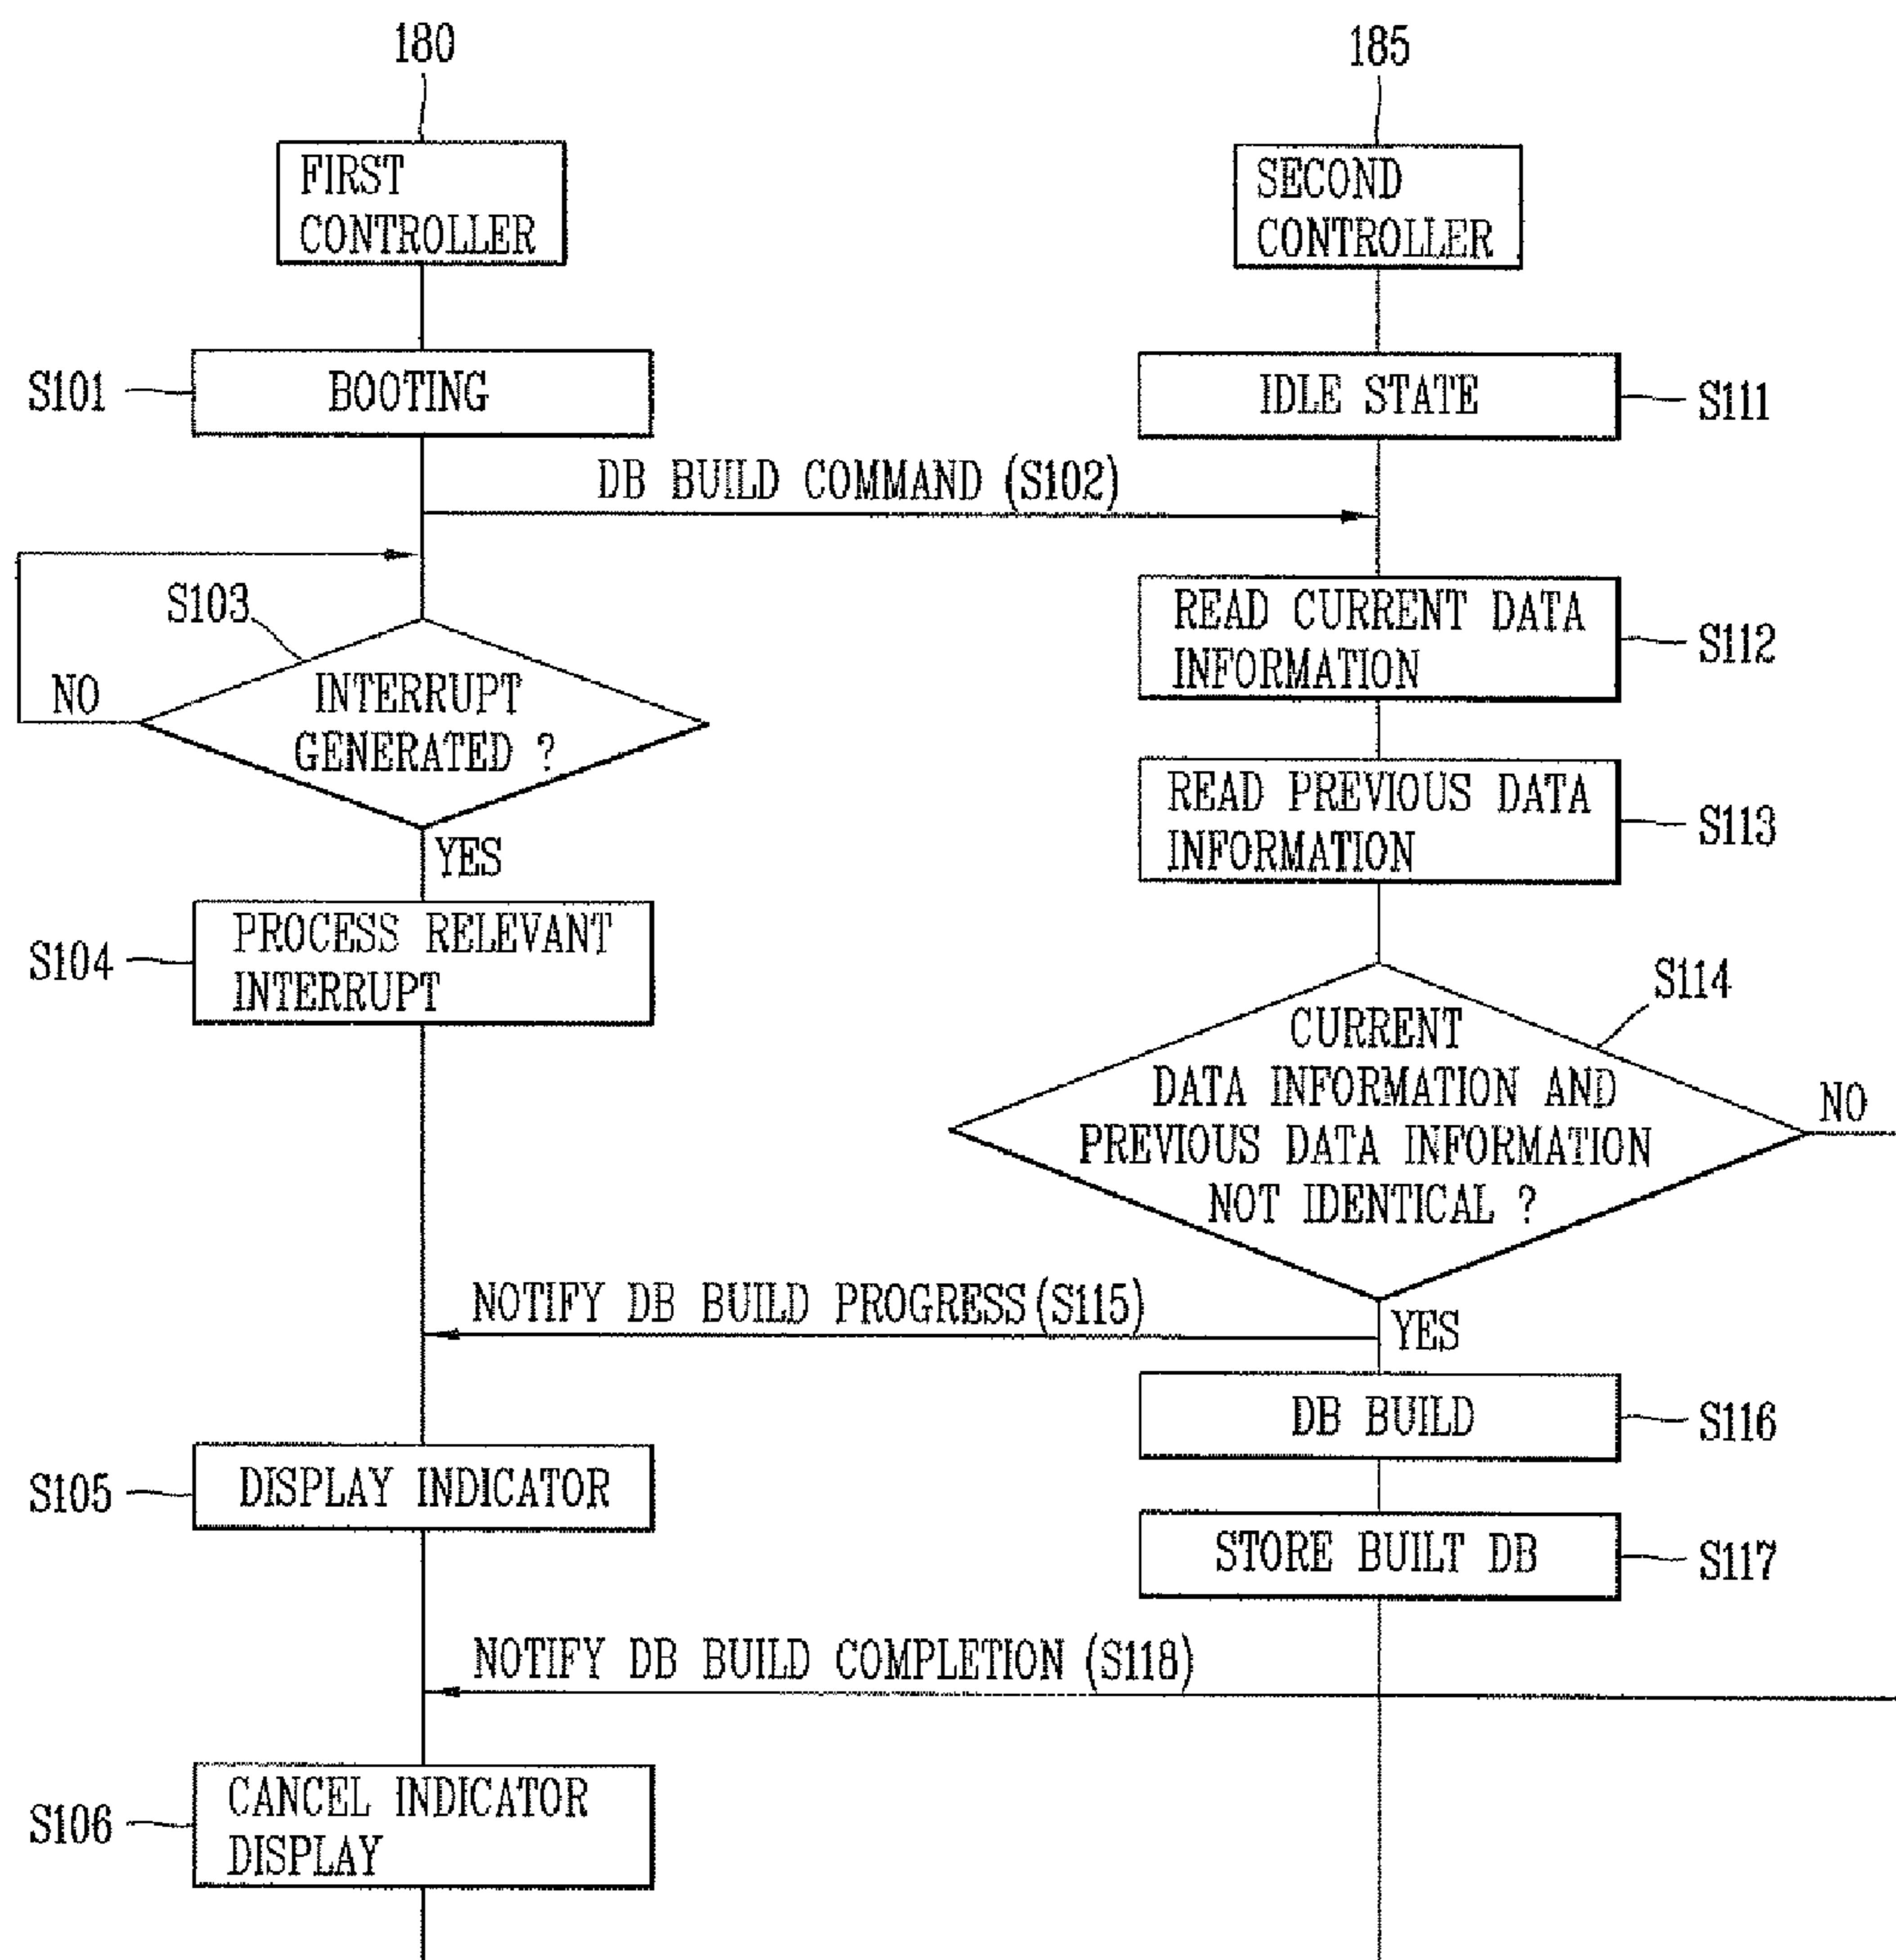 180
185
FIRST
CONTROLLER
SECOND
CONTROLLER
S101
BOOTING
IDLE STATE
S111
DB BUILD COMMAND (S102)
S103
READ CURRENT DATA
INFORMATION
S112
NO
INTERRUPT
GENERATED ?
YES
READ PREVIOUS DATA
INFORMATION
S113
S104
PROCESS RELEVANT
INTERRUPT
S114
CURRENT
DATA INFORMATION AND
PREVIOUS DATA INFORMATION
NOT IDENTICAL ?
NO
NOTIFY DB BUILD PROGRESS (S115)
YES
DB BUILD
S116
S105
DISPLAY INDICATOR
STORE BUILT DB
S117
NOTIFY DB BUILD COMPLETION (S118)
S106
CANCEL INDICATOR
DISPLAY